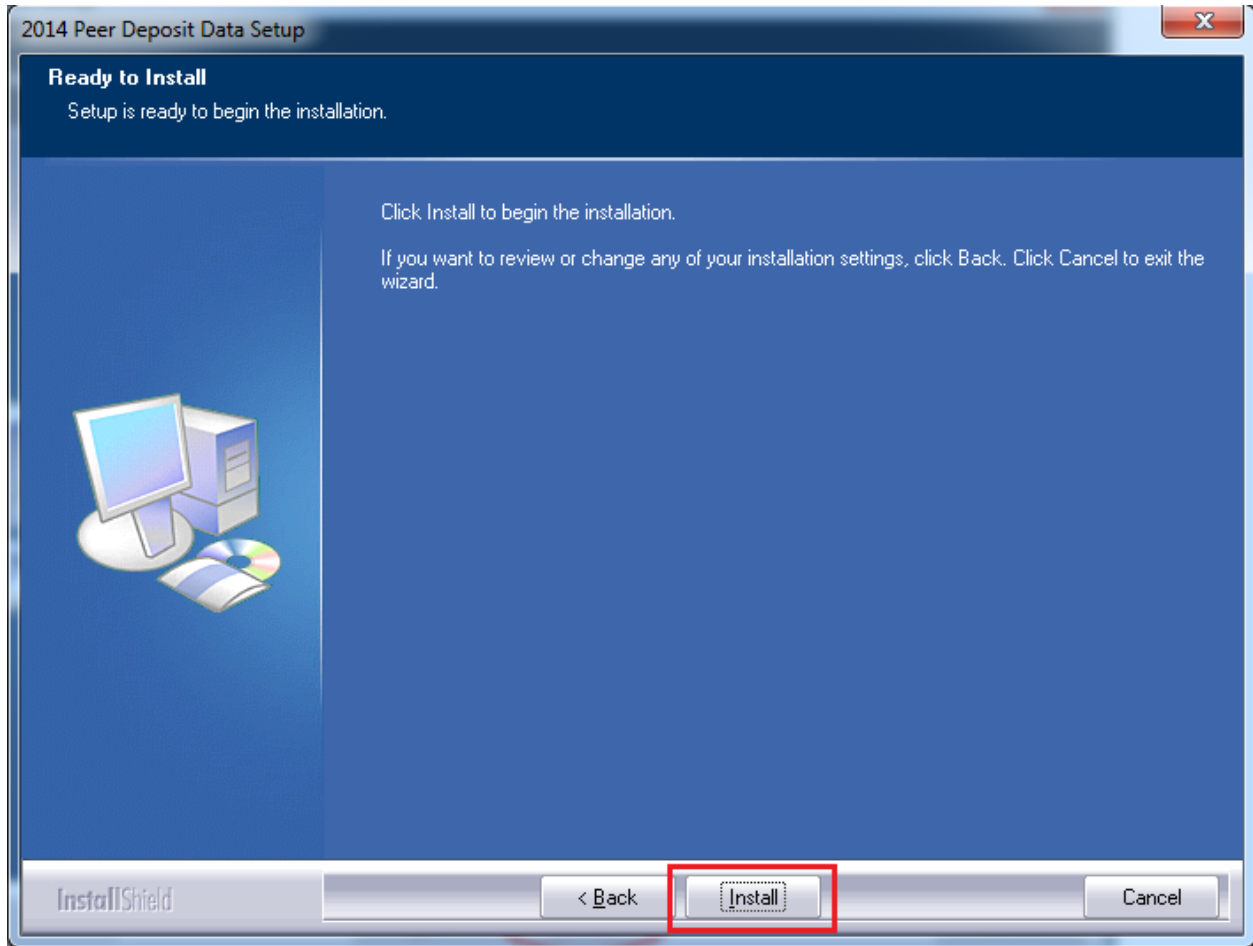 2014 Peer Deposit Data Setup
Ready to Install
Setup is ready to begin the installation.
Click Install to begin the installation.
If you want to review or change any of your installation settings, click Back. Click Cancel to exit the
wizard.
InstallShield
< Back
Install
Cancel